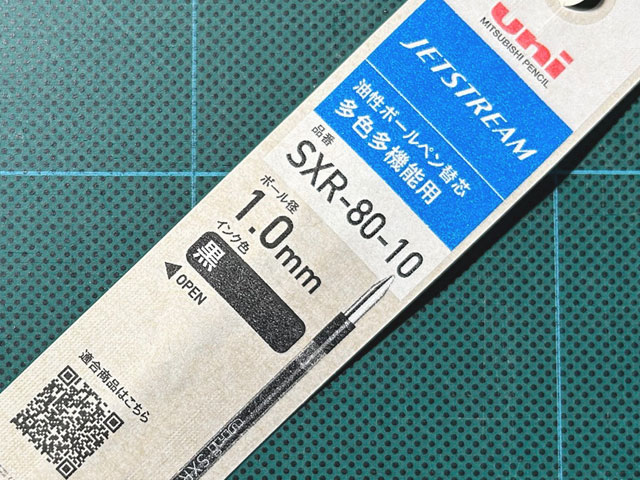 uni
MITSUBISHI PENCIL
JETSTREAM
油性ボールペン替芯
多色多機能用
品番
SXR-80-10
ボール径
1.0mm
インク色
黒
OPEN
適合商品はこちら
uni SXR